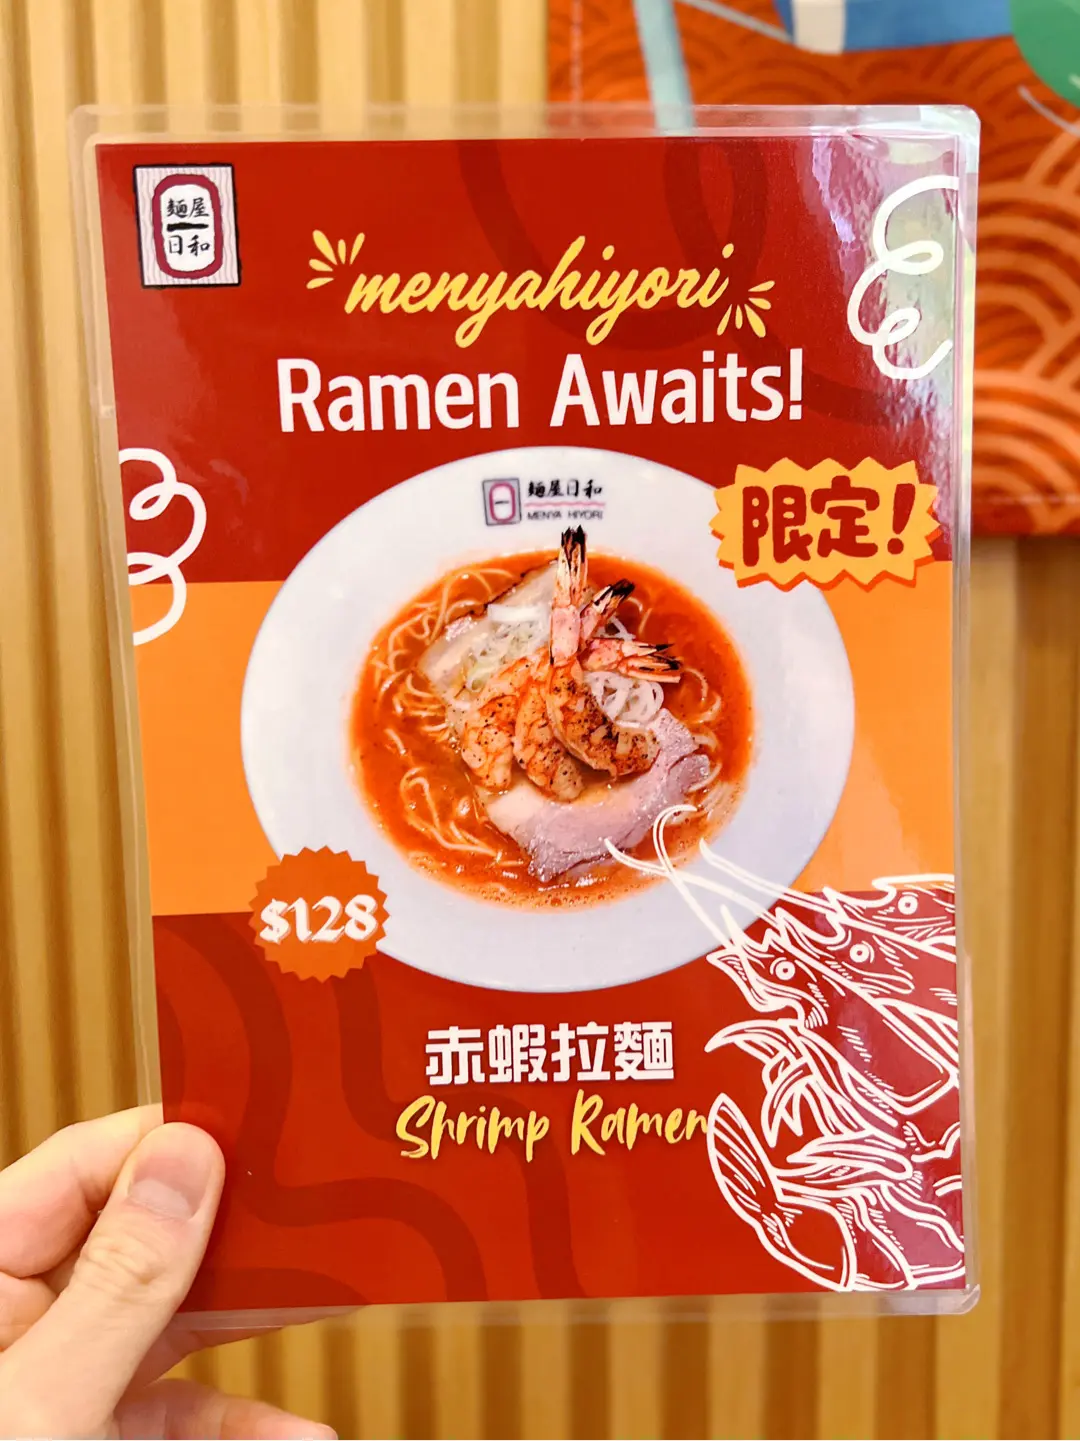 麵屋
日和
menyahiyori
Ramen Awaits!
麵屋日和
MENYA HIYORI
限定!
$128
赤蝦拉麵
Shrimp Ramen